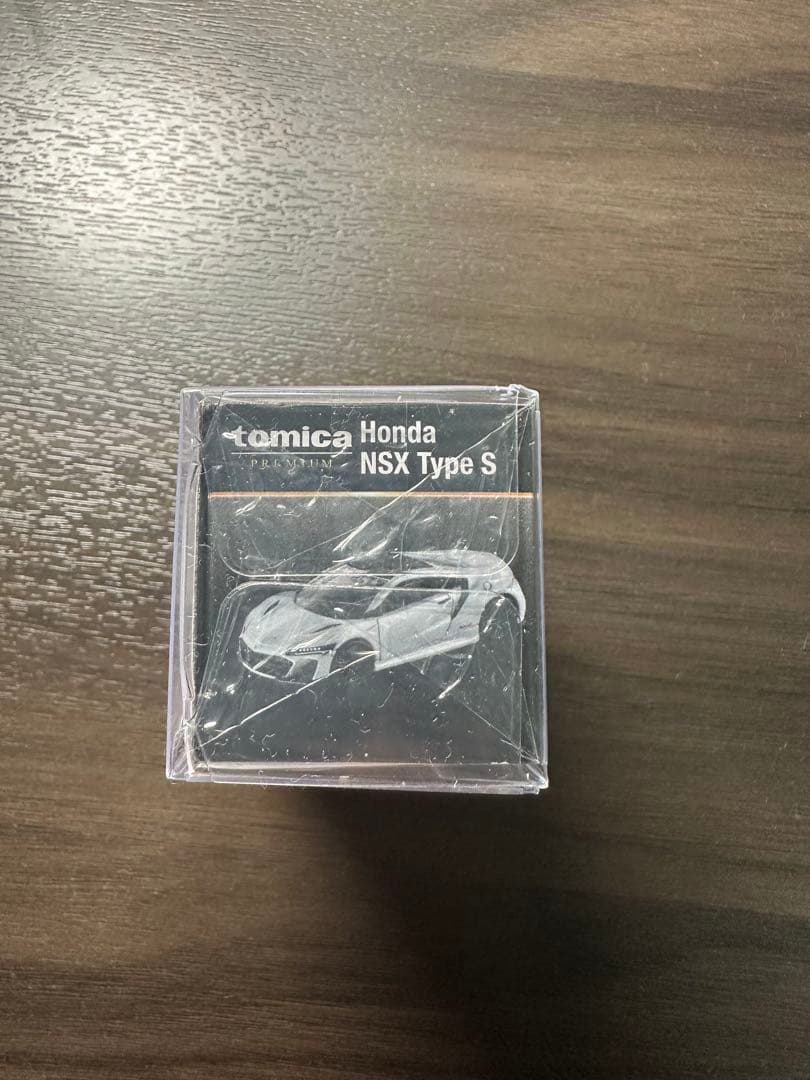 tomica
PREMIUM
Honda
NSX Type S